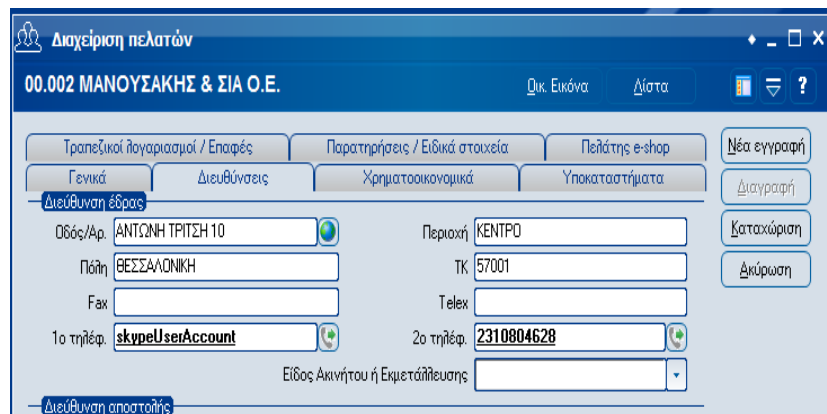 Διαχείριση πελατών
00.002 ΜΑΝΟΥΣΑΚΗΣ & ΣΙΑ Ο.Ε. Οικ. Εικόνα Λίστα ?
Τραπεζικοί λογαριασμοί / Επαφές Παρατηρήσεις / Ειδικά στοιχεία Πελάτης e-shop Νέα εγγραφή
Γενικά Διευθύνσεις Χρηματοοικονομικά Υποκαταστήματα Διαγραφή
Διεύθυνση έδρας
Οδός/Αρ. ΑΝΤΩΝΗ ΤΡΙΤΣΗ 10 Περιοχή ΚΕΝΤΡΟ Καταχώριση
Πόλη ΘΕΣΣΑΛΟΝΙΚΗ ΤΚ 57001 Ακύρωση
Fax Telex
1ο τηλέφ. skypeUserAccount 2ο τηλέφ. 2310804628
Είδος Ακινήτου ή Εκμετάλλευσης
Διεύθυνση αποστολής